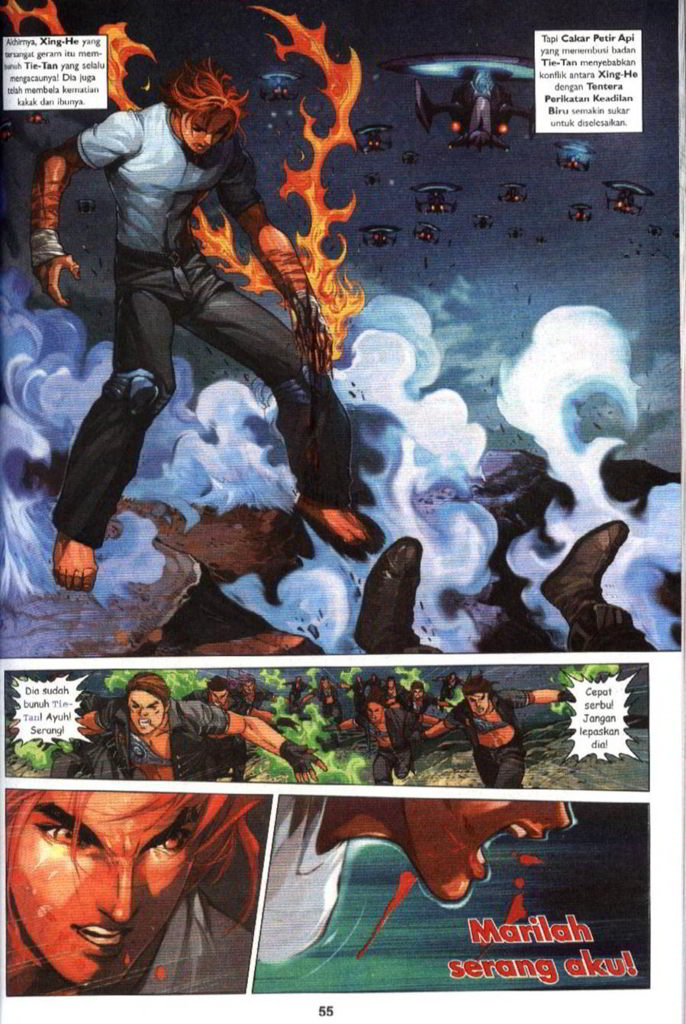 Akhirnya, Xing-He yang
tersangat geram itu mem-
bunuh Tie-Tan yang selalu
mengacaunya! Dia juga
telah membela kematian
kakak dan ibunya.
Tapi Cakar Petir Api
yang menembusi badan
Tie-Tan menyebabkan
konflik antara Xing-He
dengan Tentera
Perikatan Keadilan
Biru semakin sukar
untuk diselesaikan.
Dia sudah
bunuh Tie-
Tan! Ayuh!
Serang!
Cepat
serbu!
Jangan
lepaskan
dia!
Marilah
serang aku!
55